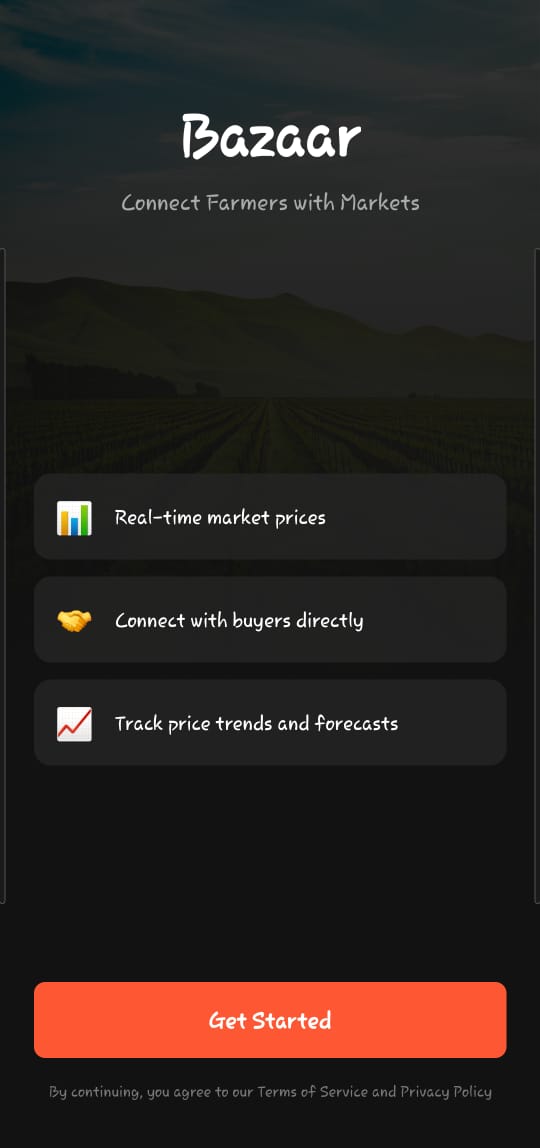 Bazaar
Connect Farmers with Markets
Real-time market prices
Connect with buyers directly
Track price trends and forecasts
Get Started
By continuing, you agree to our Terms of Service and Privacy Policy